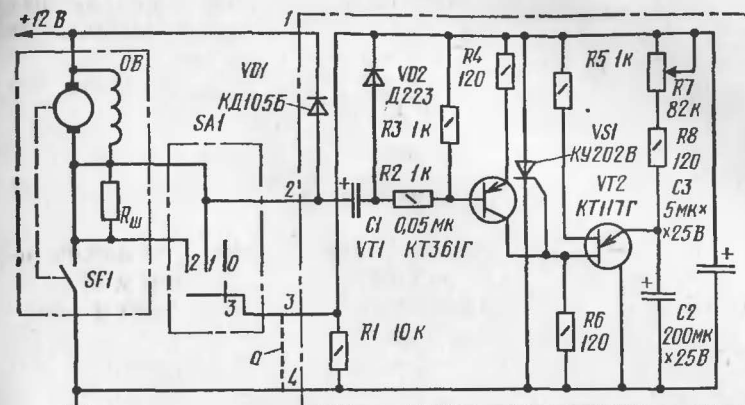 +12 В
1
ОВ
VD1
КД105Б
SA1
2
Rш
2
1
0
3
SF1
3
а
4
R1 10к
VD2
Д223
R3 1к
R2 1к
C1
0,05 мк
VT1 КТ361Г
R4
120
VS1
КУ202В
R5 1к
VT2
КТ117Г
R6
120
R7
82к
R8
120
C3
5мк×
×25В
C2
200мк
×25В
+
+
+